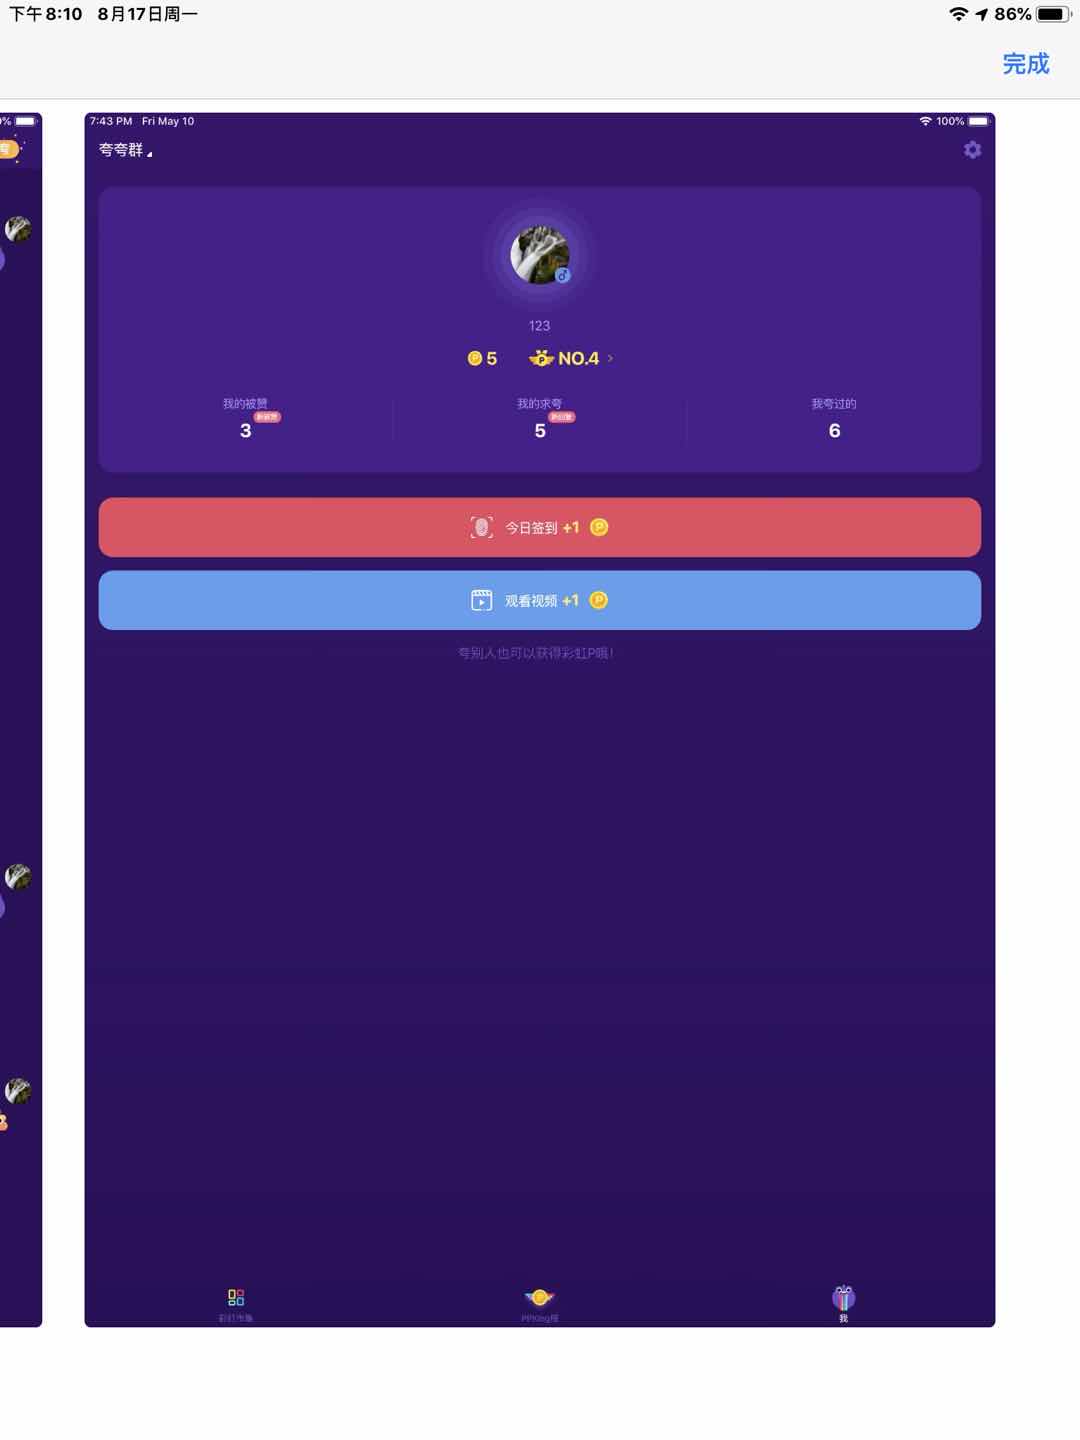 下午8:10 8月17日周一
86%
完成
7:43 PM Fri May 10
100%
夸夸群
123
5
NO.4
我的被赞
3
我的求夸
5
我夸过的
6
今日签到 +1
观看视频 +1
夸别人也可以获得彩虹P哦!
彩虹市集
PPKing榜
我